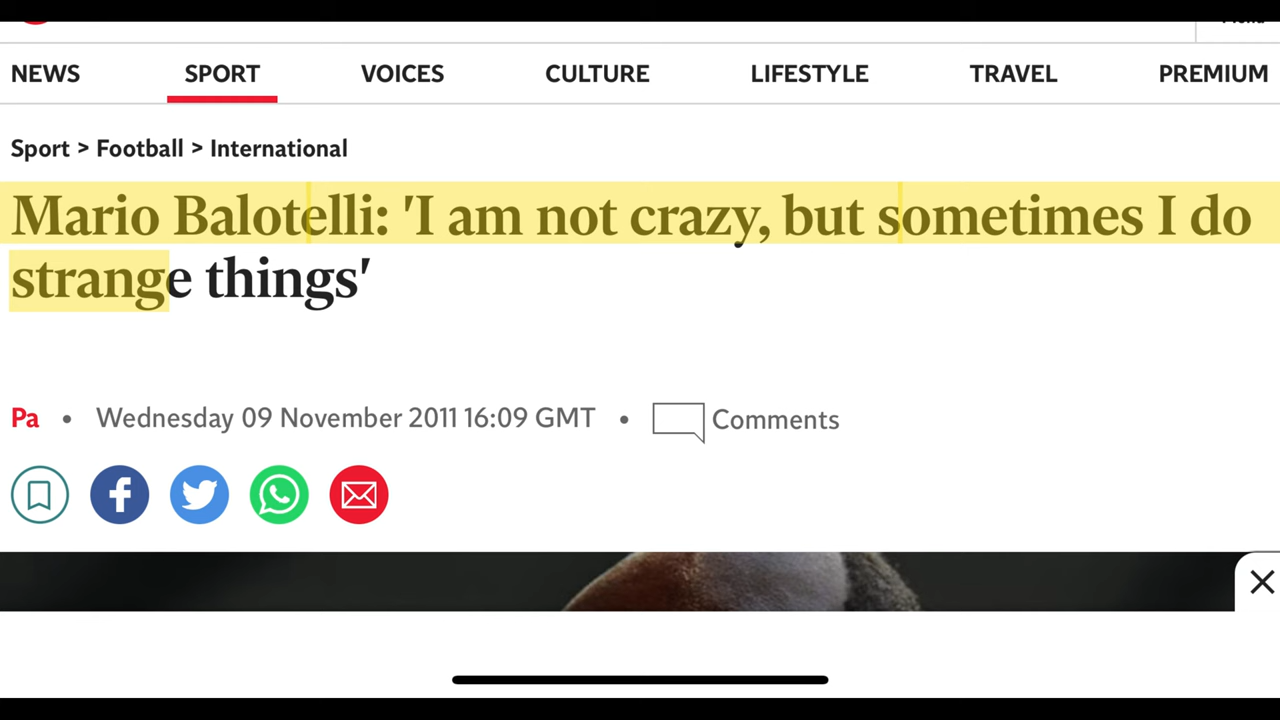 NEWS SPORT VOICES CULTURE LIFESTYLE TRAVEL PREMIUM
Sport > Football > International
Mario Balotelli: 'I am not crazy, but sometimes I do
strange things'
Pa • Wednesday 09 November 2011 16:09 GMT • Comments